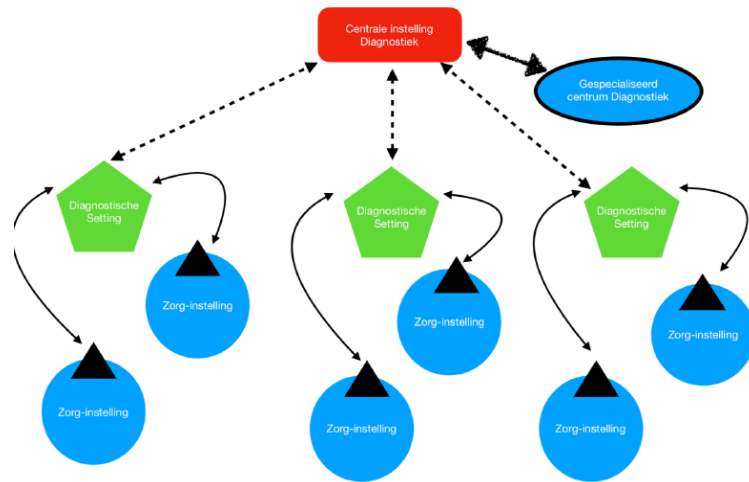 Centrale instelling
Diagnostiek
Gespecialiseerd
centrum Diagnostiek
Diagnostische
Setting
Diagnostische
Setting
Diagnostische
Setting
Zorg-instelling
Zorg-instelling
Zorg-instelling
Zorg-instelling
Zorg-instelling
Zorg-instelling